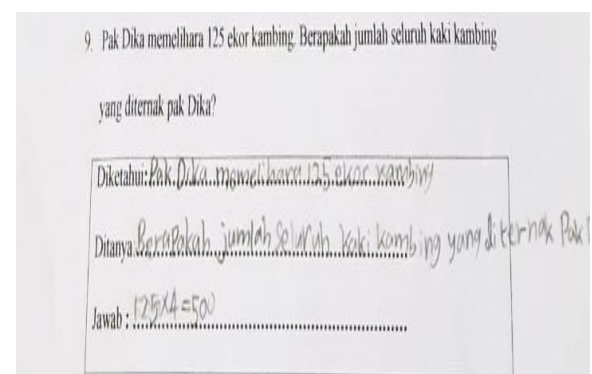 9. Pak Dika memelihara 125 ekor kambing. Berapakah jumlah seluruh kaki kambing
yang diternak pak Dika?
Diketahui: Pak Dika memelihara 125 ekor kambing
Ditanya: Berapakah jumlah seluruh kaki kambing yang diternak Pak
Jawab : 125x4=500